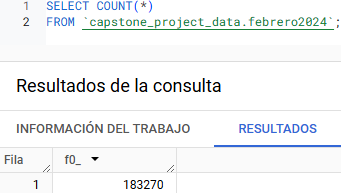 1 SELECT COUNT(*)
2 FROM `capstone_project_data.febrero2024`;
Resultados de la consulta
INFORMACIÓN DEL TRABAJO RESULTADOS
Fila f0_
1 183270